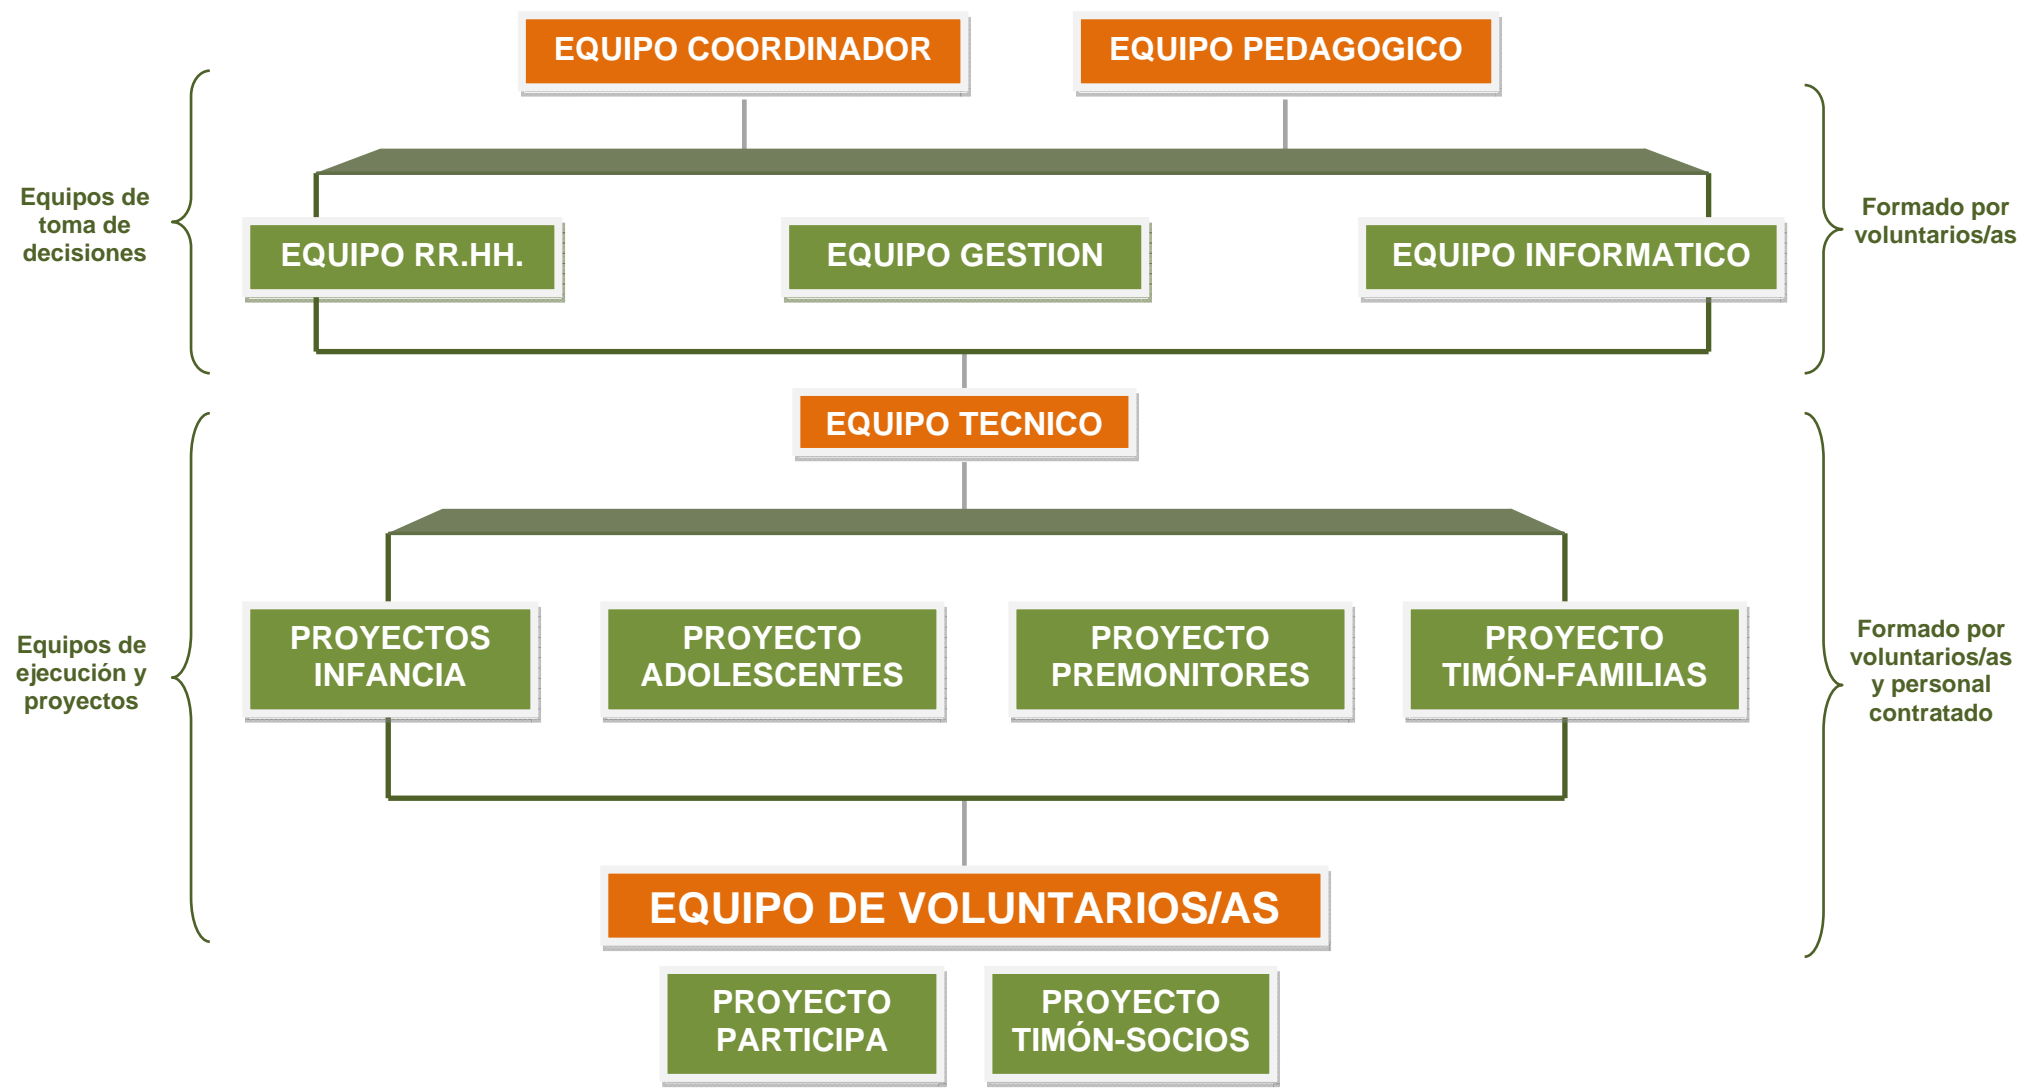 EQUIPO COORDINADOR
EQUIPO PEDAGOGICO
Equipos de
toma de
decisiones
EQUIPO RR.HH.
EQUIPO GESTION
EQUIPO INFORMATICO
Formado por
voluntarios/as
EQUIPO TECNICO
Equipos de
ejecución y
proyectos
PROYECTOS
INFANCIA
PROYECTO
ADOLESCENTES
PROYECTO
PREMONITORES
PROYECTO
TIMÓN-FAMILIAS
Formado por
voluntarios/as
y personal
contratado
EQUIPO DE VOLUNTARIOS/AS
PROYECTO
PARTICIPA
PROYECTO
TIMÓN-SOCIOS